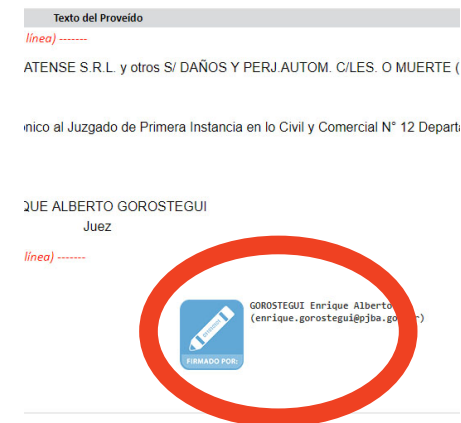 Texto del Proveído
línea) -------
ATENSE S.R.L. y otros S/ DAÑOS Y PERJ.AUTOM. C/LES. O MUERTE (
nico al Juzgado de Primera Instancia en lo Civil y Comercial N° 12 Departa
QUE ALBERTO GOROSTEGUI
Juez
línea) -------
GOROSTEGUI Enrique Alberto
(enrique.gorostegui@pjba.go r)
FIRMADO POR: